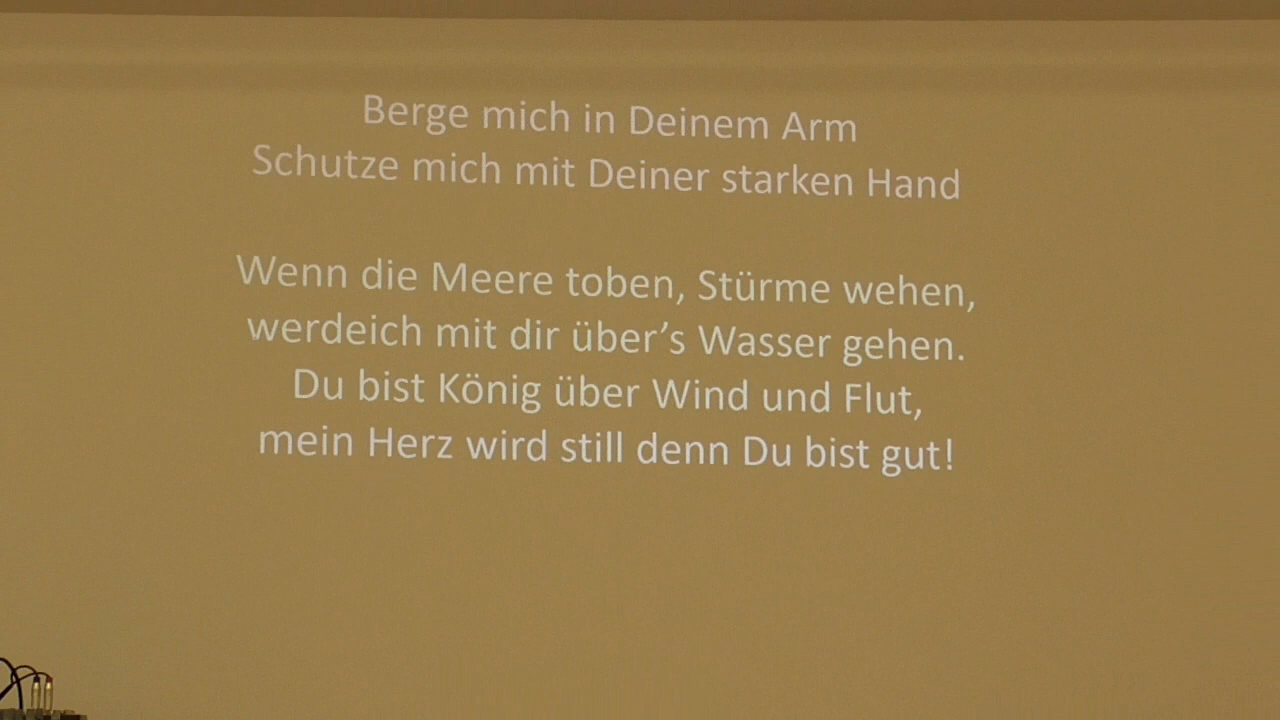 Berge mich in Deinem Arm
Schutze mich mit Deiner starken Hand
Wenn die Meere toben, Stürme wehen,
werdeich mit dir über’s Wasser gehen.
Du bist König über Wind und Flut,
mein Herz wird still denn Du bist gut!